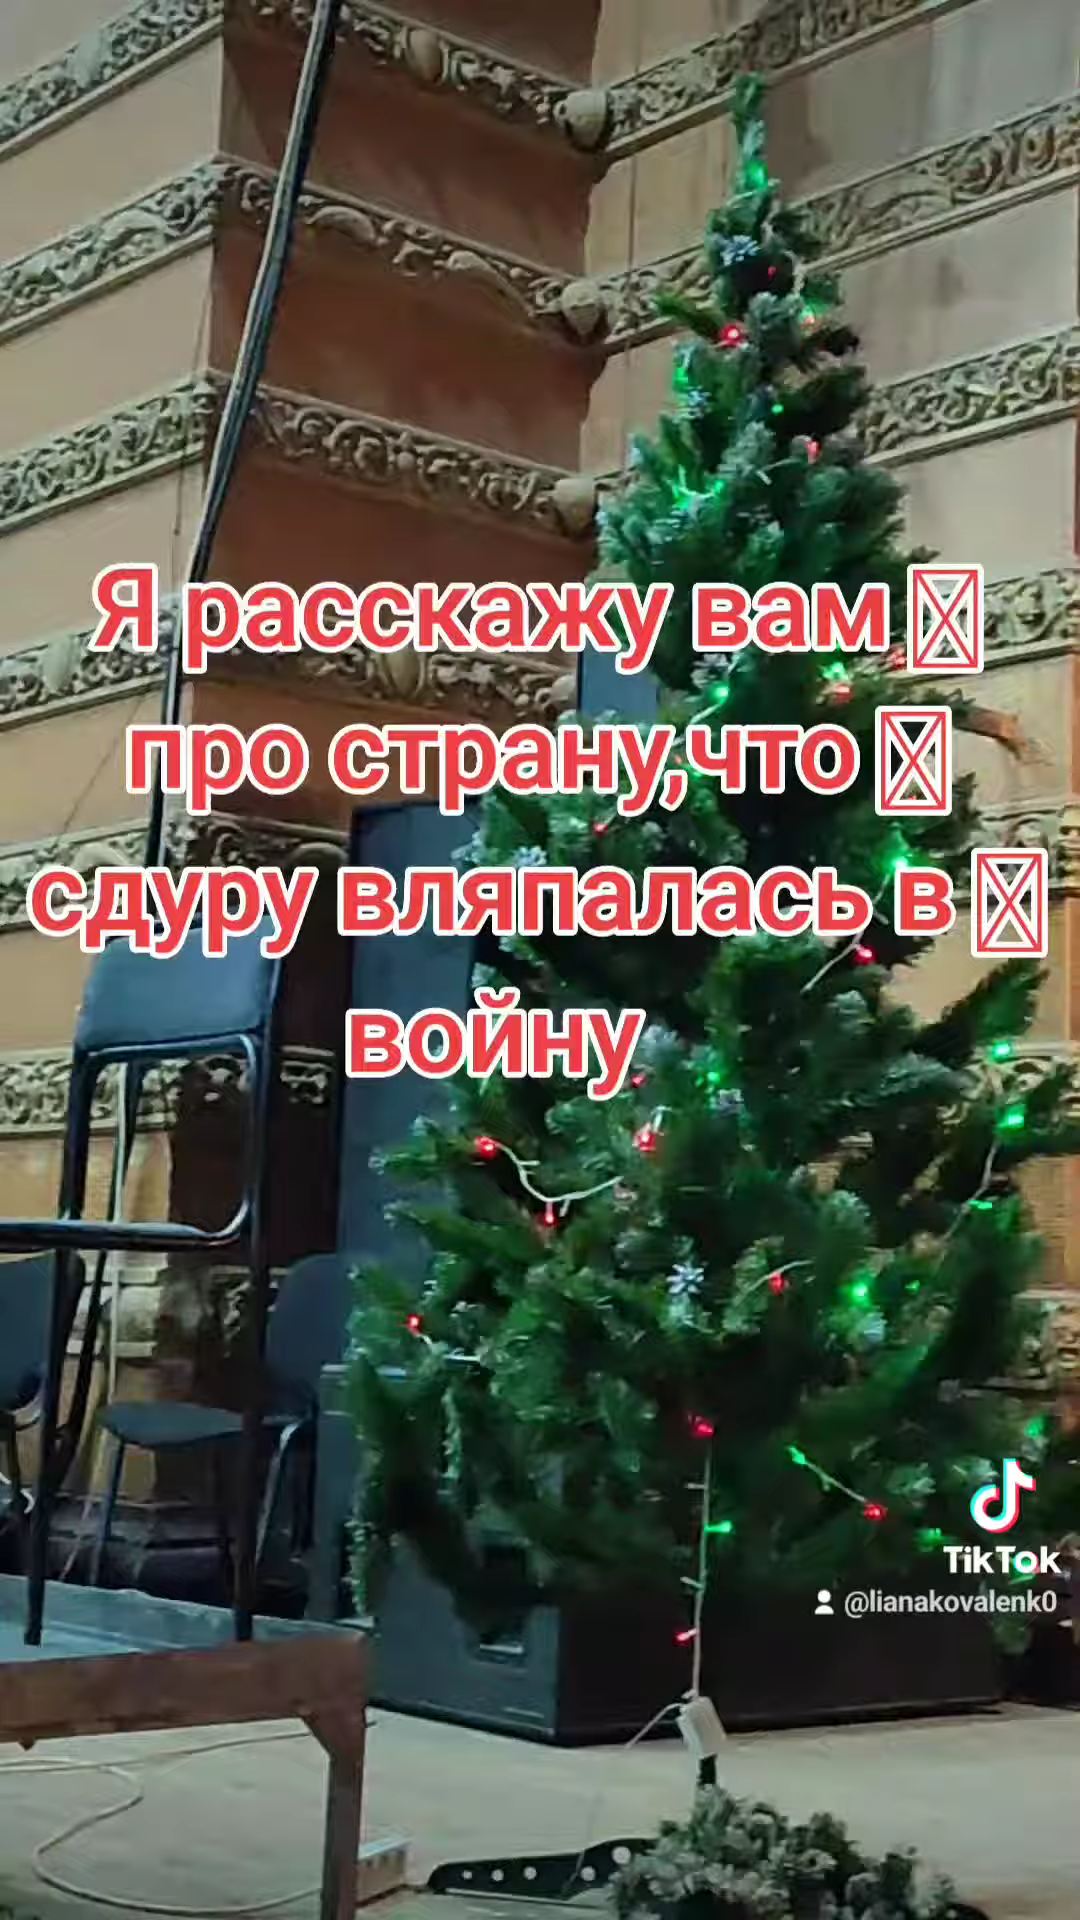 Я расскажу вам
про страну,что
сдуру вляпалась в
войну
TikTok
@lianakovalenk0